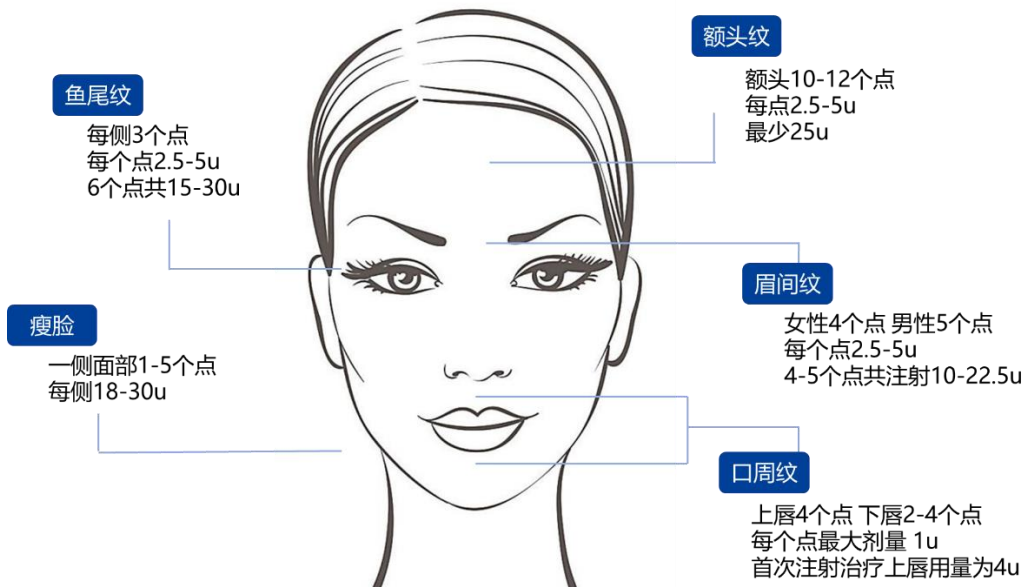 额头纹
额头10-12个点
每点2.5-5u
最少25u
鱼尾纹
每侧3个点
每个点2.5-5u
6个点共15-30u
眉间纹
女性4个点 男性5个点
每个点2.5-5u
4-5个点共注射10-22.5u
瘦脸
一侧面部1-5个点
每侧18-30u
口周纹
上唇4个点 下唇2-4个点
每个点最大剂量 1u
首次注射治疗上唇用量为4u